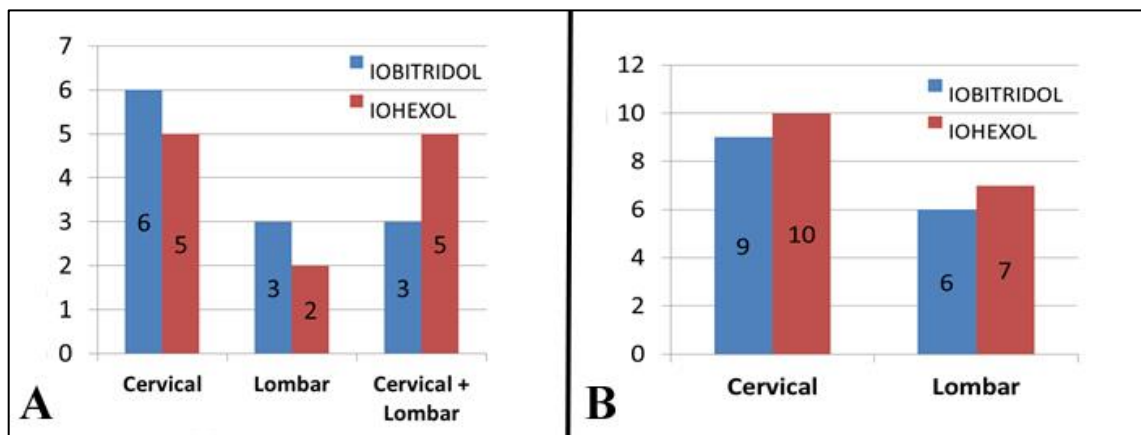 7
6
5
4
3
2
1
0
IOBITRIDOL
IOHEXOL
6
5
3
2
3
5
Cervical
Lombar
Cervical +
Lombar
A
12
10
8
6
4
2
0
IOBITRIDOL
IOHEXOL
9
10
6
7
Cervical
Lombar
B